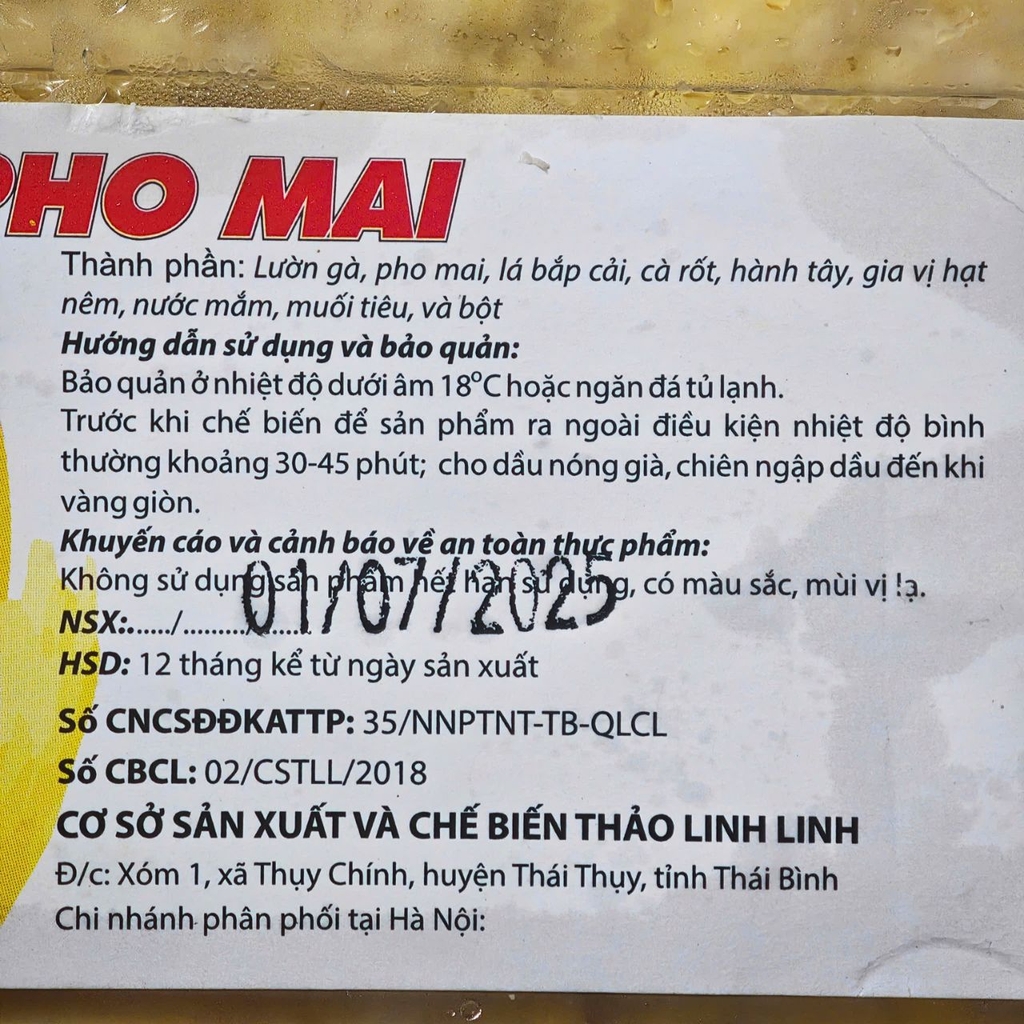 PHO MAI
Thành phần: Lườn gà, pho mai, lá bắp cải, cà rốt, hành tây, gia vị hạt
nêm, nước mắm, muối tiêu, và bột
Hướng dẫn sử dụng và bảo quản:
Bảo quản ở nhiệt độ dưới âm 18°C hoặc ngăn đá tủ lạnh.
Trước khi chế biến để sản phẩm ra ngoài điều kiện nhiệt độ bình
thường khoảng 30-45 phút; cho dầu nóng già, chiên ngập dầu đến khi
vàng giòn.
Khuyến cáo và cảnh báo về an toàn thực phẩm:
Không sử dụng sản phẩm hết hạn sử dụng, có màu sắc, mùi vị lạ.
NSX:....../........./......
01/07/2025
HSD: 12 tháng kể từ ngày sản xuất
Số CNCSĐĐKATTP: 35/NNPTNT-TB-QLCL
Số CBCL: 02/CSTLL/2018
CƠ SỞ SẢN XUẤT VÀ CHẾ BIẾN THẢO LINH LINH
Đ/c: Xóm 1, xã Thụy Chính, huyện Thái Thụy, tỉnh Thái Bình
Chi nhánh phân phối tại Hà Nội: